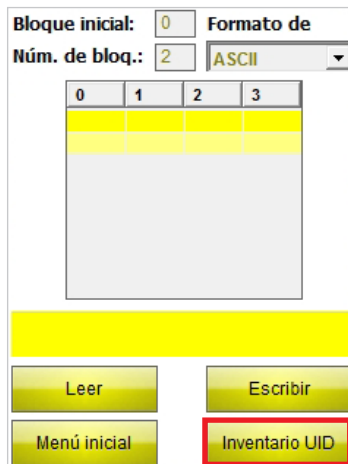 Bloque inicial: 0 Formato de
Núm. de bloq.: 2 ASCII
0 1 2 3
Leer Escribir
Menú inicial Inventario UID